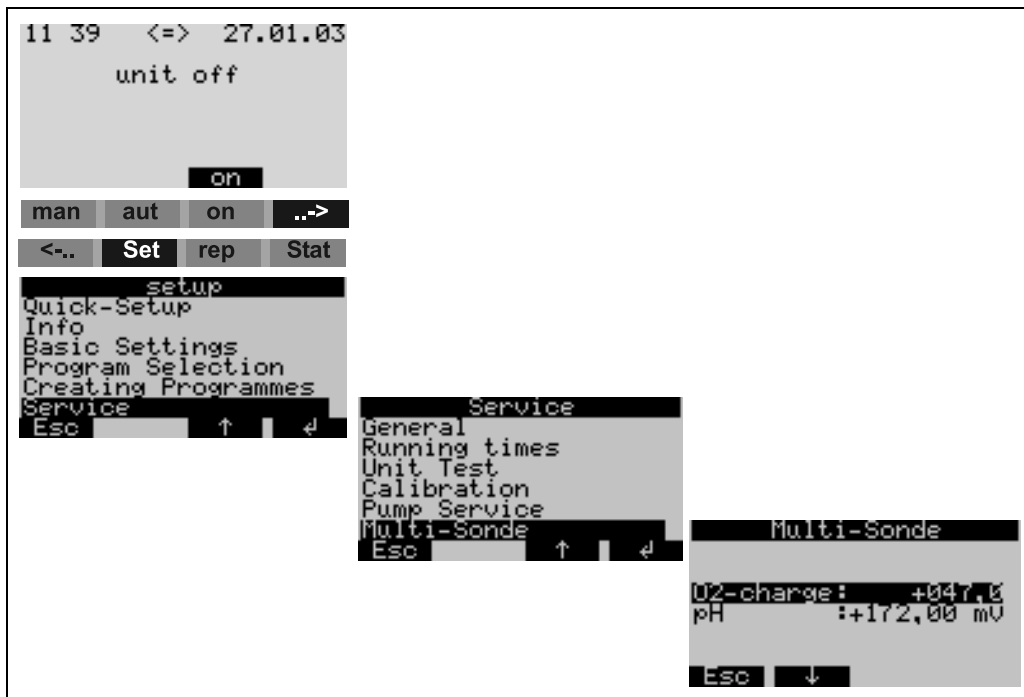 11 39 <=> 27.01.03
unit off
on
man aut on ..->
<-.. Set rep Stat
setup
Quick-Setup
Info
Basic Settings
Program Selection
Creating Programmes
Service
Esc ↑ ↲
Service
General
Running times
Unit Test
Calibration
Pump Service
Multi-Sonde
Esc ↑ ↲
Multi-Sonde
O2-charge: +047,0
pH :+172,00 mV
Esc ↓